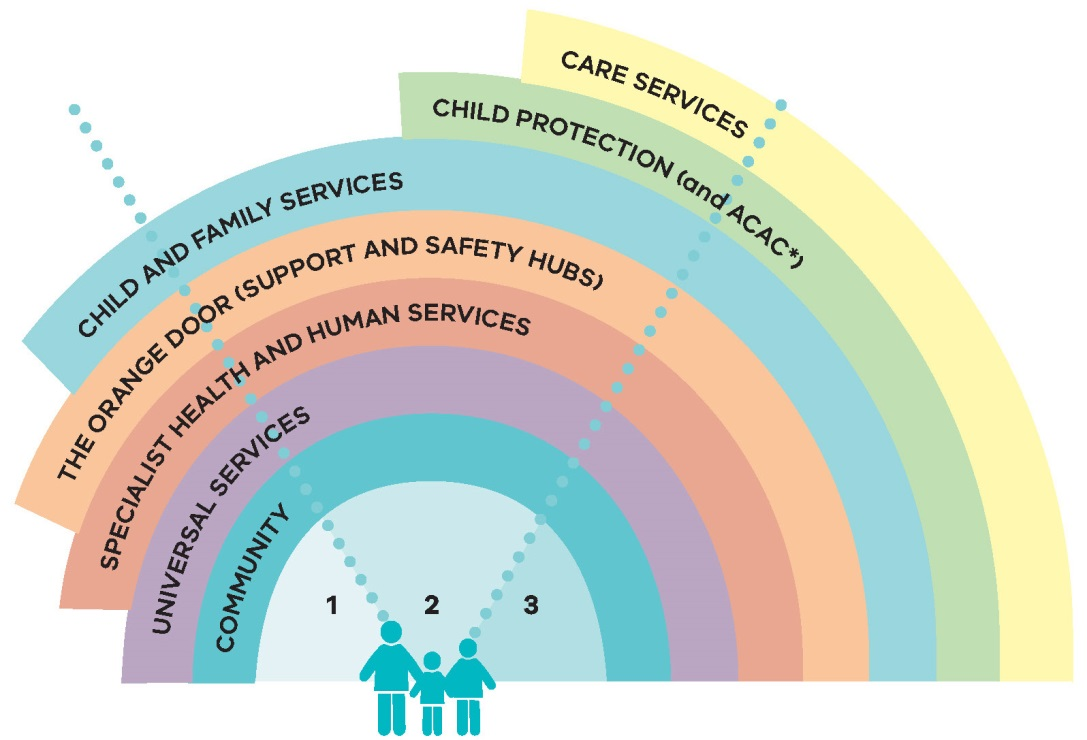 CARE SERVICES
CHILD PROTECTION (and ACAC*)
CHILD AND FAMILY SERVICES
THE ORANGE DOOR (SUPPORT AND SAFETY HUBS)
SPECIALIST HEALTH AND HUMAN SERVICES
UNIVERSAL SERVICES
COMMUNITY
1 2 3